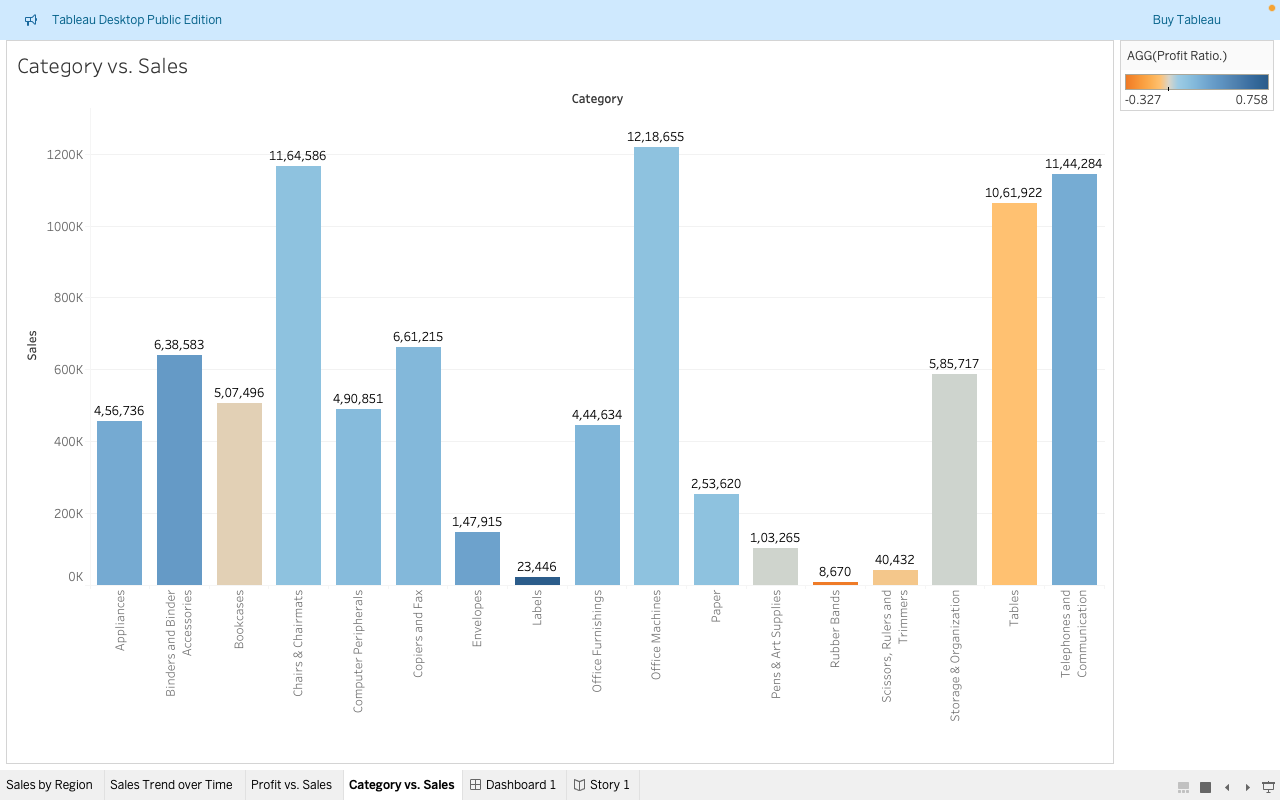 Tableau Desktop Public Edition
Buy Tableau
Category vs. Sales
AGG(Profit Ratio.)
-0.327
0.758
Category
Sales
1200K
1000K
800K
600K
400K
200K
0K
4,56,736
6,38,583
5,07,496
11,64,586
4,90,851
6,61,215
1,47,915
23,446
4,44,634
12,18,655
2,53,620
1,03,265
8,670
40,432
5,85,717
10,61,922
11,44,284
Appliances
Binders and Binder
Accessories
Bookcases
Chairs & Chairmats
Computer Peripherals
Copiers and Fax
Envelopes
Labels
Office Furnishings
Office Machines
Paper
Pens & Art Supplies
Rubber Bands
Scissors, Rulers and
Trimmers
Storage & Organization
Tables
Telephones and
Communication
Sales by Region
Sales Trend over Time
Profit vs. Sales
Category vs. Sales
Dashboard 1
Story 1